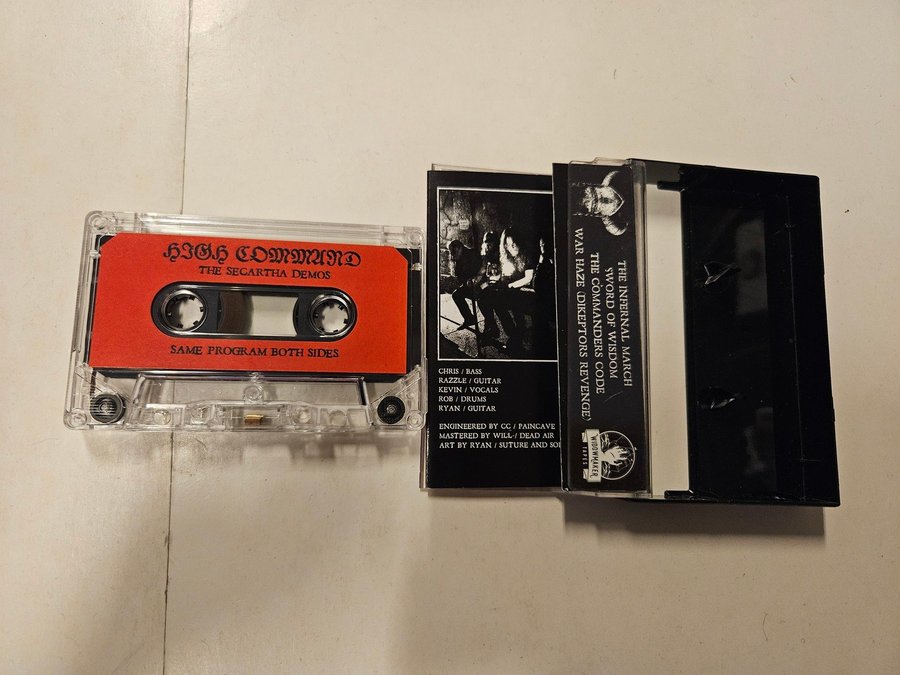 HIGH COMMAND
THE SECARTHA DEMOS
SAME PROGRAM BOTH SIDES
CHRIS / BASS
RAZZLE / GUITAR
KEVIN / VOCALS
ROB / DRUMS
RYAN / GUITAR
ENGINEERED BY CC / PAINCAVE
MASTERED BY WILL / DEAD AIR
ART BY RYAN / SUTURE AND
THE INFERNAL MARCH
SWORD OF WISDOM
THE COMMANDERS CODE
WAR HAZE (DIKEPTORS REVENGE)
WIDOWMAKER
TAPES